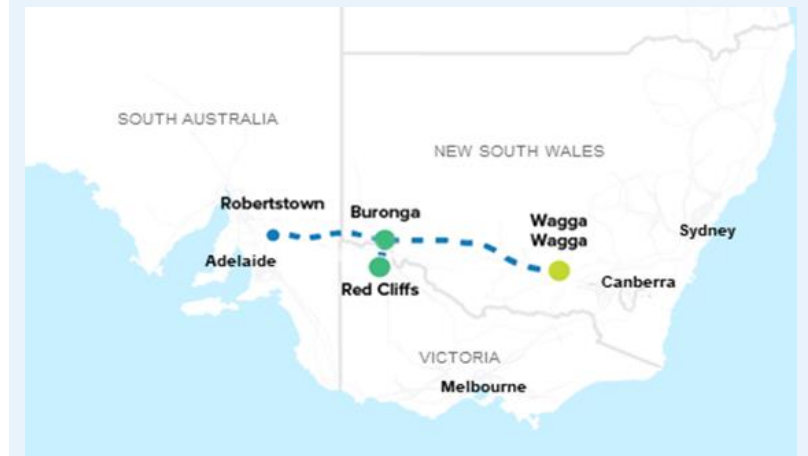 SOUTH AUSTRALIA
NEW SOUTH WALES
Robertstown
Buronga
Wagga
Wagga
Sydney
Adelaide
Canberra
Red Cliffs
VICTORIA
Melbourne